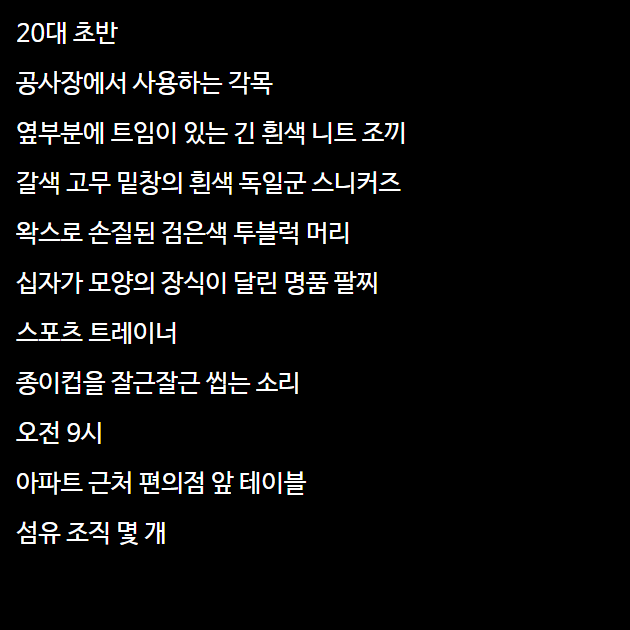 20대 초반
공사장에서 사용하는 각목
옆부분에 트임이 있는 긴 흰색 니트 조끼
갈색 고무 밑창의 흰색 독일군 스니커즈
왁스로 손질된 검은색 투블럭 머리
십자가 모양의 장식이 달린 명품 팔찌
스포츠 트레이너
종이컵을 잘근잘근 씹는 소리
오전 9시
아파트 근처 편의점 앞 테이블
섬유 조직 몇 개